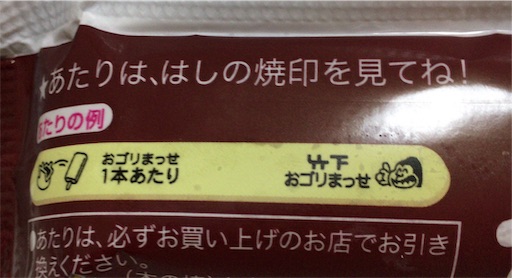 ★あたりは、はしの焼印を見てね!
あたりの例
おゴリまっせ
1本あたり
竹下
おゴリまっせ
●あたりは、必ずお買い上げのお店でお引き
換えください。